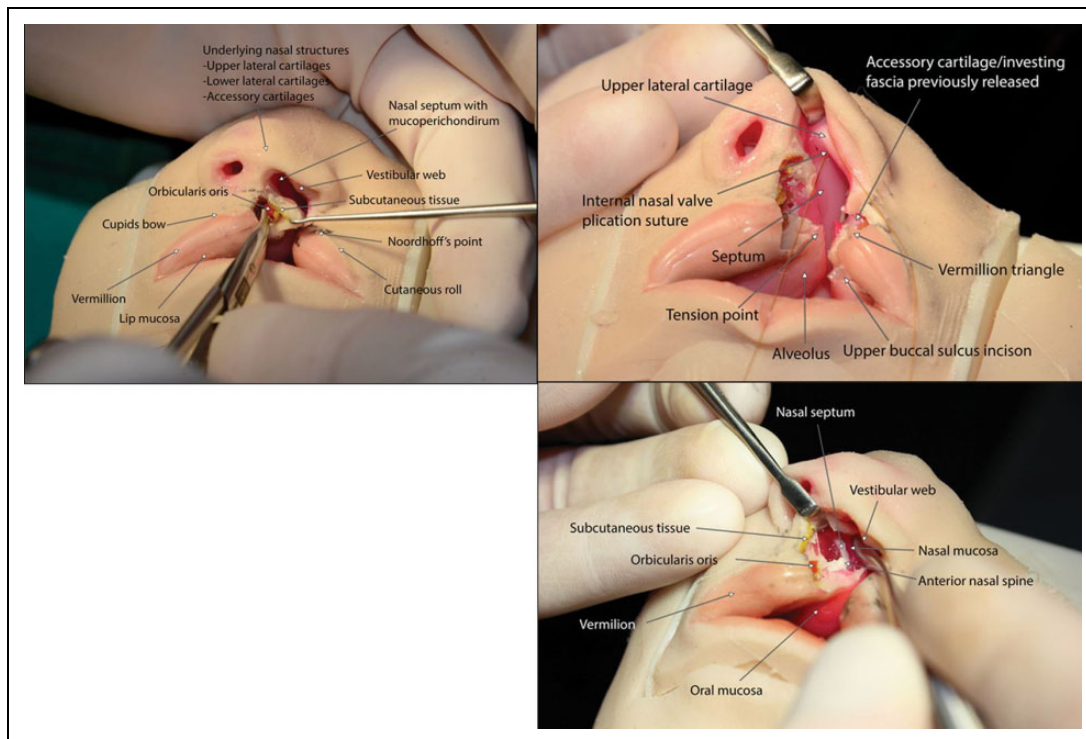 Underlying nasal structures
-Upper lateral cartilages
-Lower lateral cartilages
-Accessory cartilages
Nasal septum with
mucoperichondirum
Vestibular web
Orbicularis oris
Subcutaneous tissue
Cupids bow
Noordhoff's point
Vermillion
Cutaneous roll
Lip mucosa
Accessory cartilage/investing
fascia previously released
Upper lateral cartilage
Internal nasal valve
plication suture
Septum
Vermillion triangle
Tension point
Alveolus
Upper buccal sulcus incison
Nasal septum
Vestibular web
Subcutaneous tissue
Nasal mucosa
Orbicularis oris
Anterior nasal spine
Vermilion
Oral mucosa